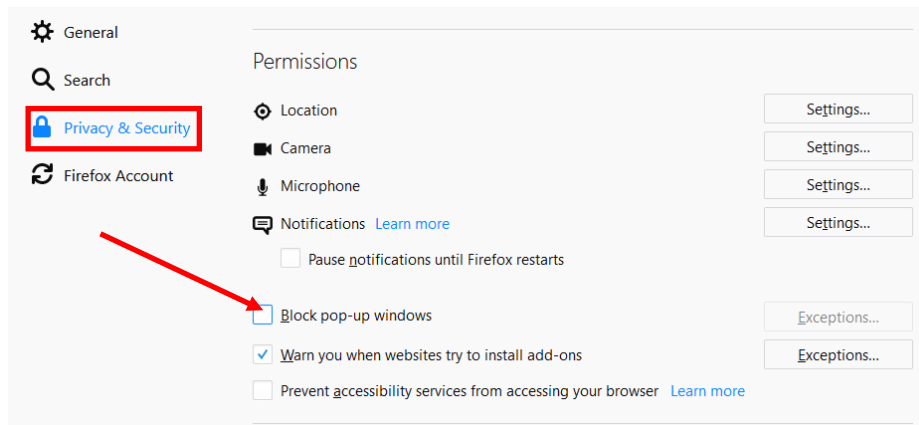 General
Search
Privacy & Security
Firefox Account
Permissions
Location Settings...
Camera Settings...
Microphone Settings...
Notifications Learn more Settings...
Pause notifications until Firefox restarts
Block pop-up windows Exceptions...
Warn you when websites try to install add-ons Exceptions...
Prevent accessibility services from accessing your browser Learn more